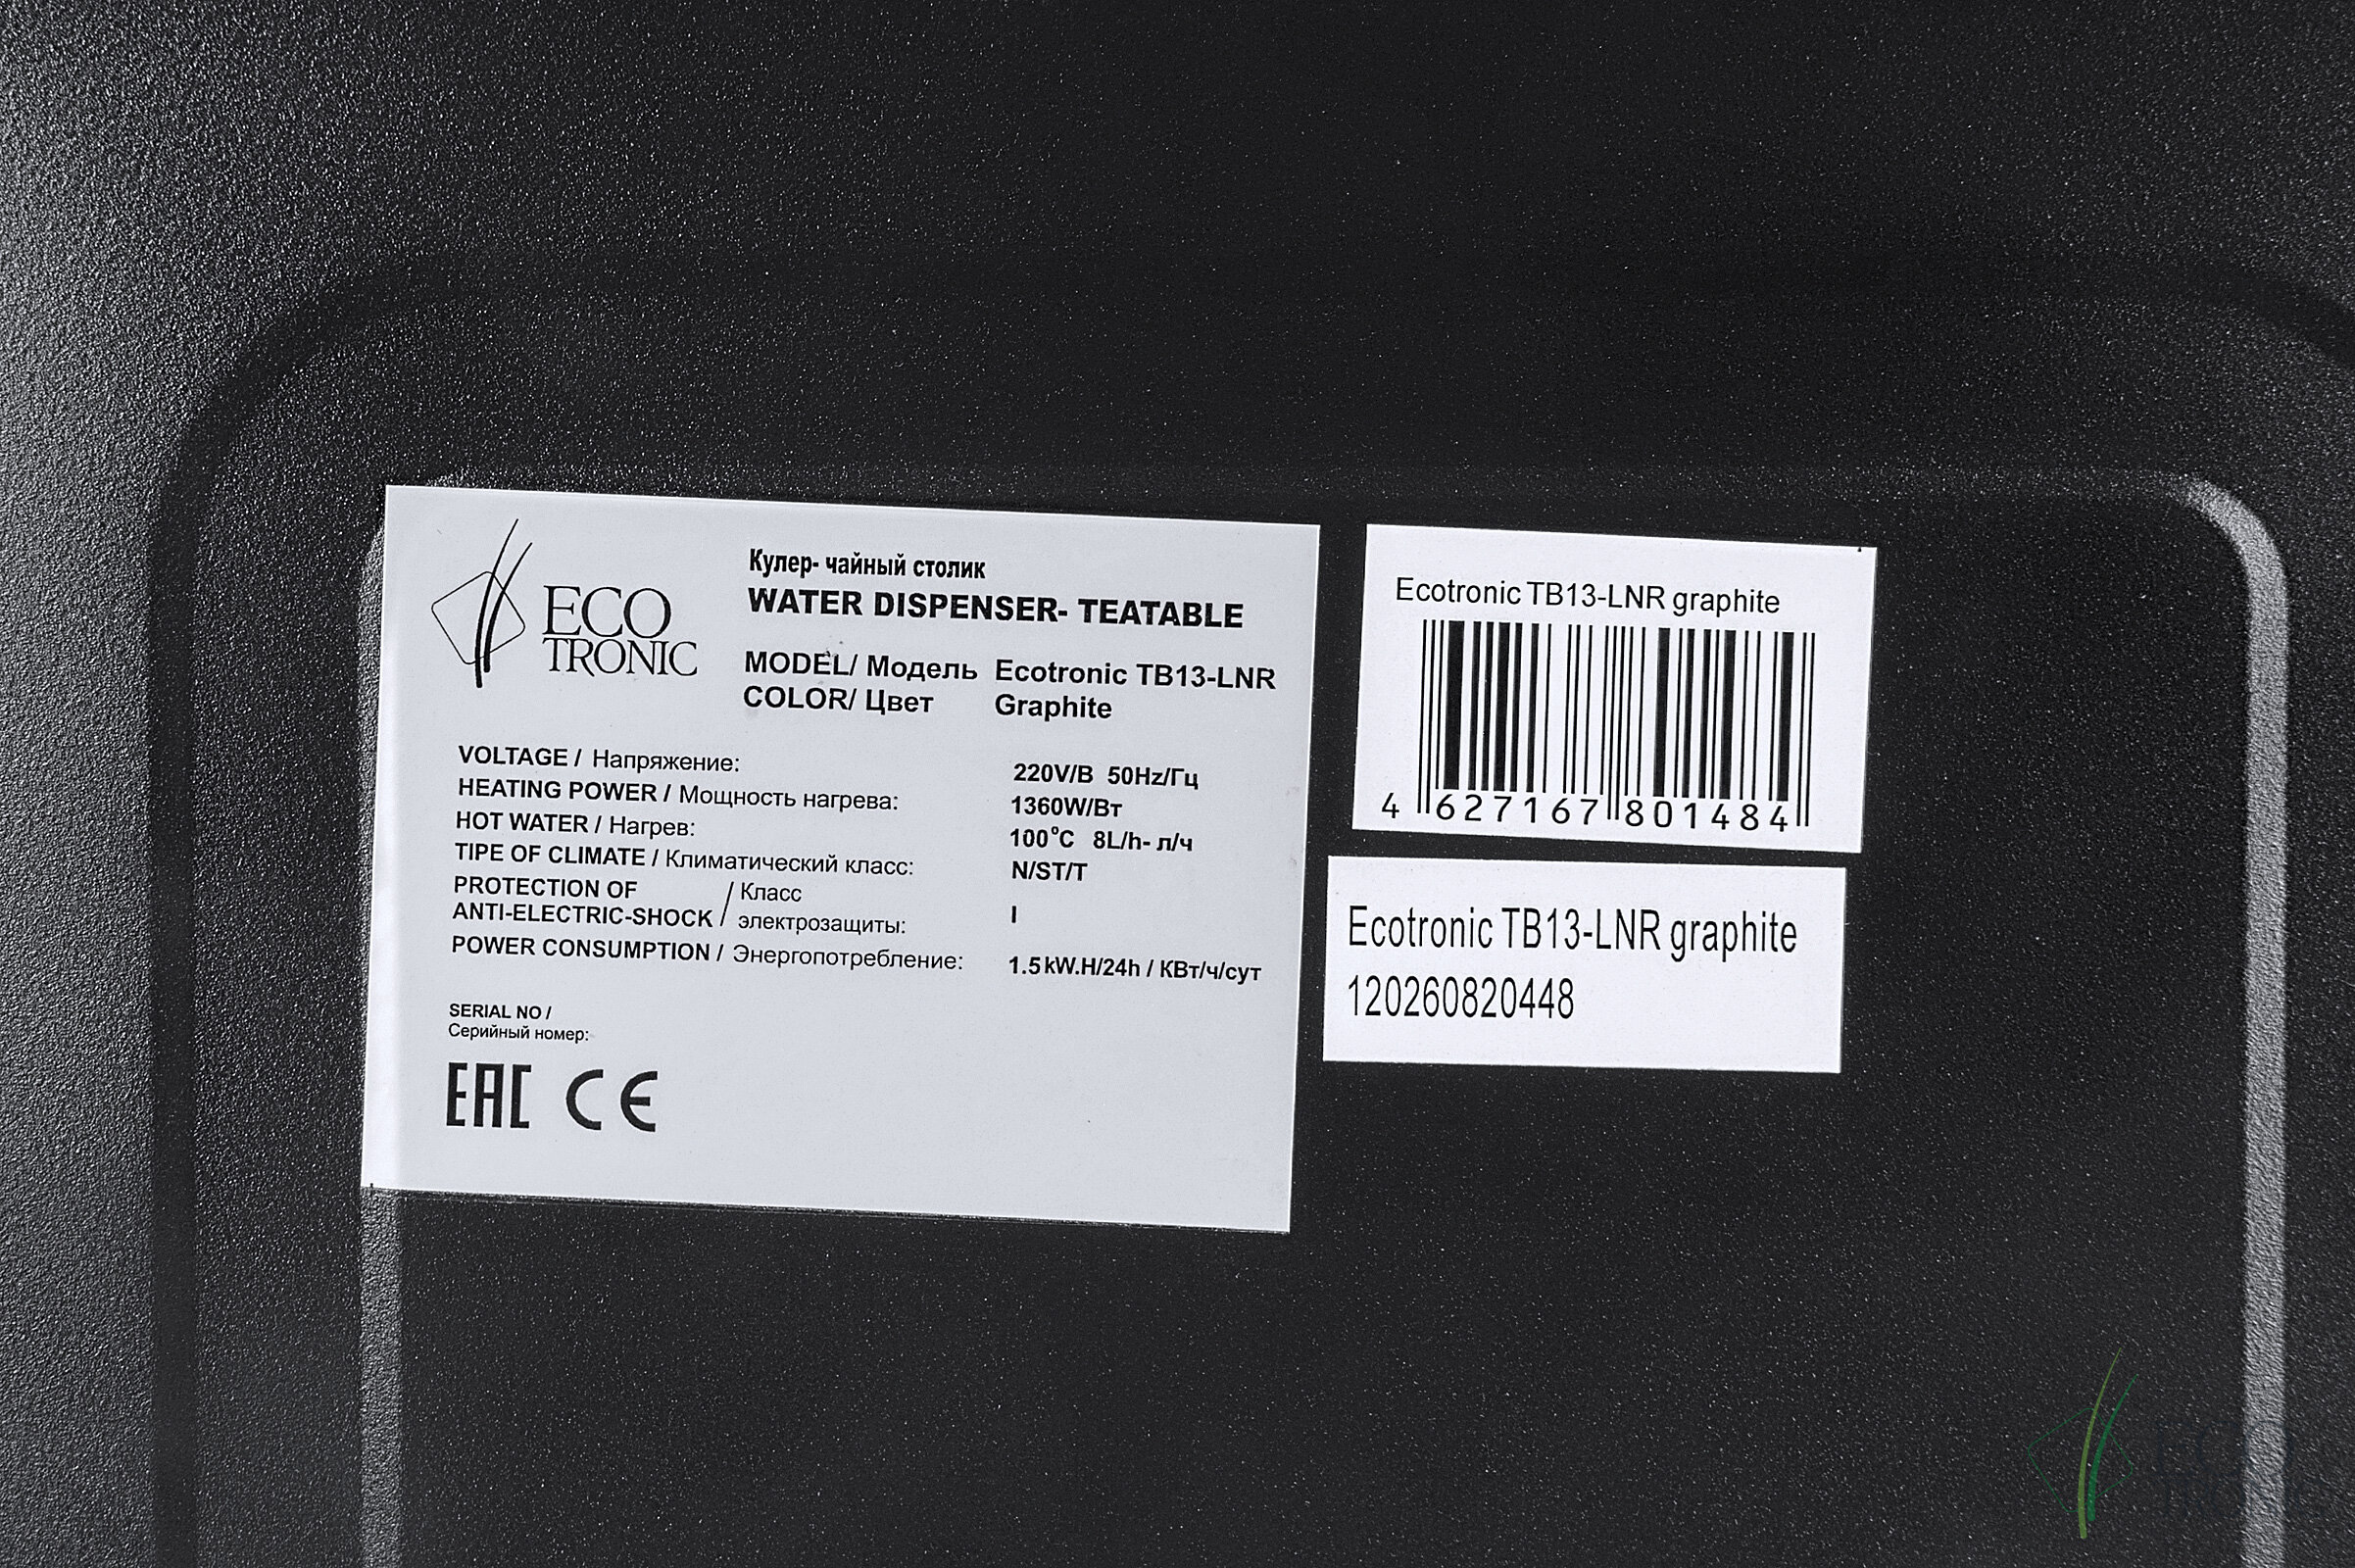 ECO
TRONIC
Кулер- чайный столик
WATER DISPENSER- TEATABLE
MODEL/ Модель Ecotronic TB13-LNR
COLOR/ Цвет Graphite
VOLTAGE / Напряжение: 220V/В 50Hz/Гц
HEATING POWER / Мощность нагрева: 1360W/Вт
HOT WATER / Нагрев: 100°C 8L/h- л/ч
TIPE OF CLIMATE / Климатический класс: N/ST/T
PROTECTION OF / Класс
ANTI-ELECTRIC-SHOCK / электрозащиты: I
POWER CONSUMPTION / Энергопотребление: 1.5kW.H/24h / КВт/ч/сут
SERIAL NO /
Серийный номер:
EAC CE
Ecotronic TB13-LNR graphite
4 627167 801484
Ecotronic TB13-LNR graphite
120260820448